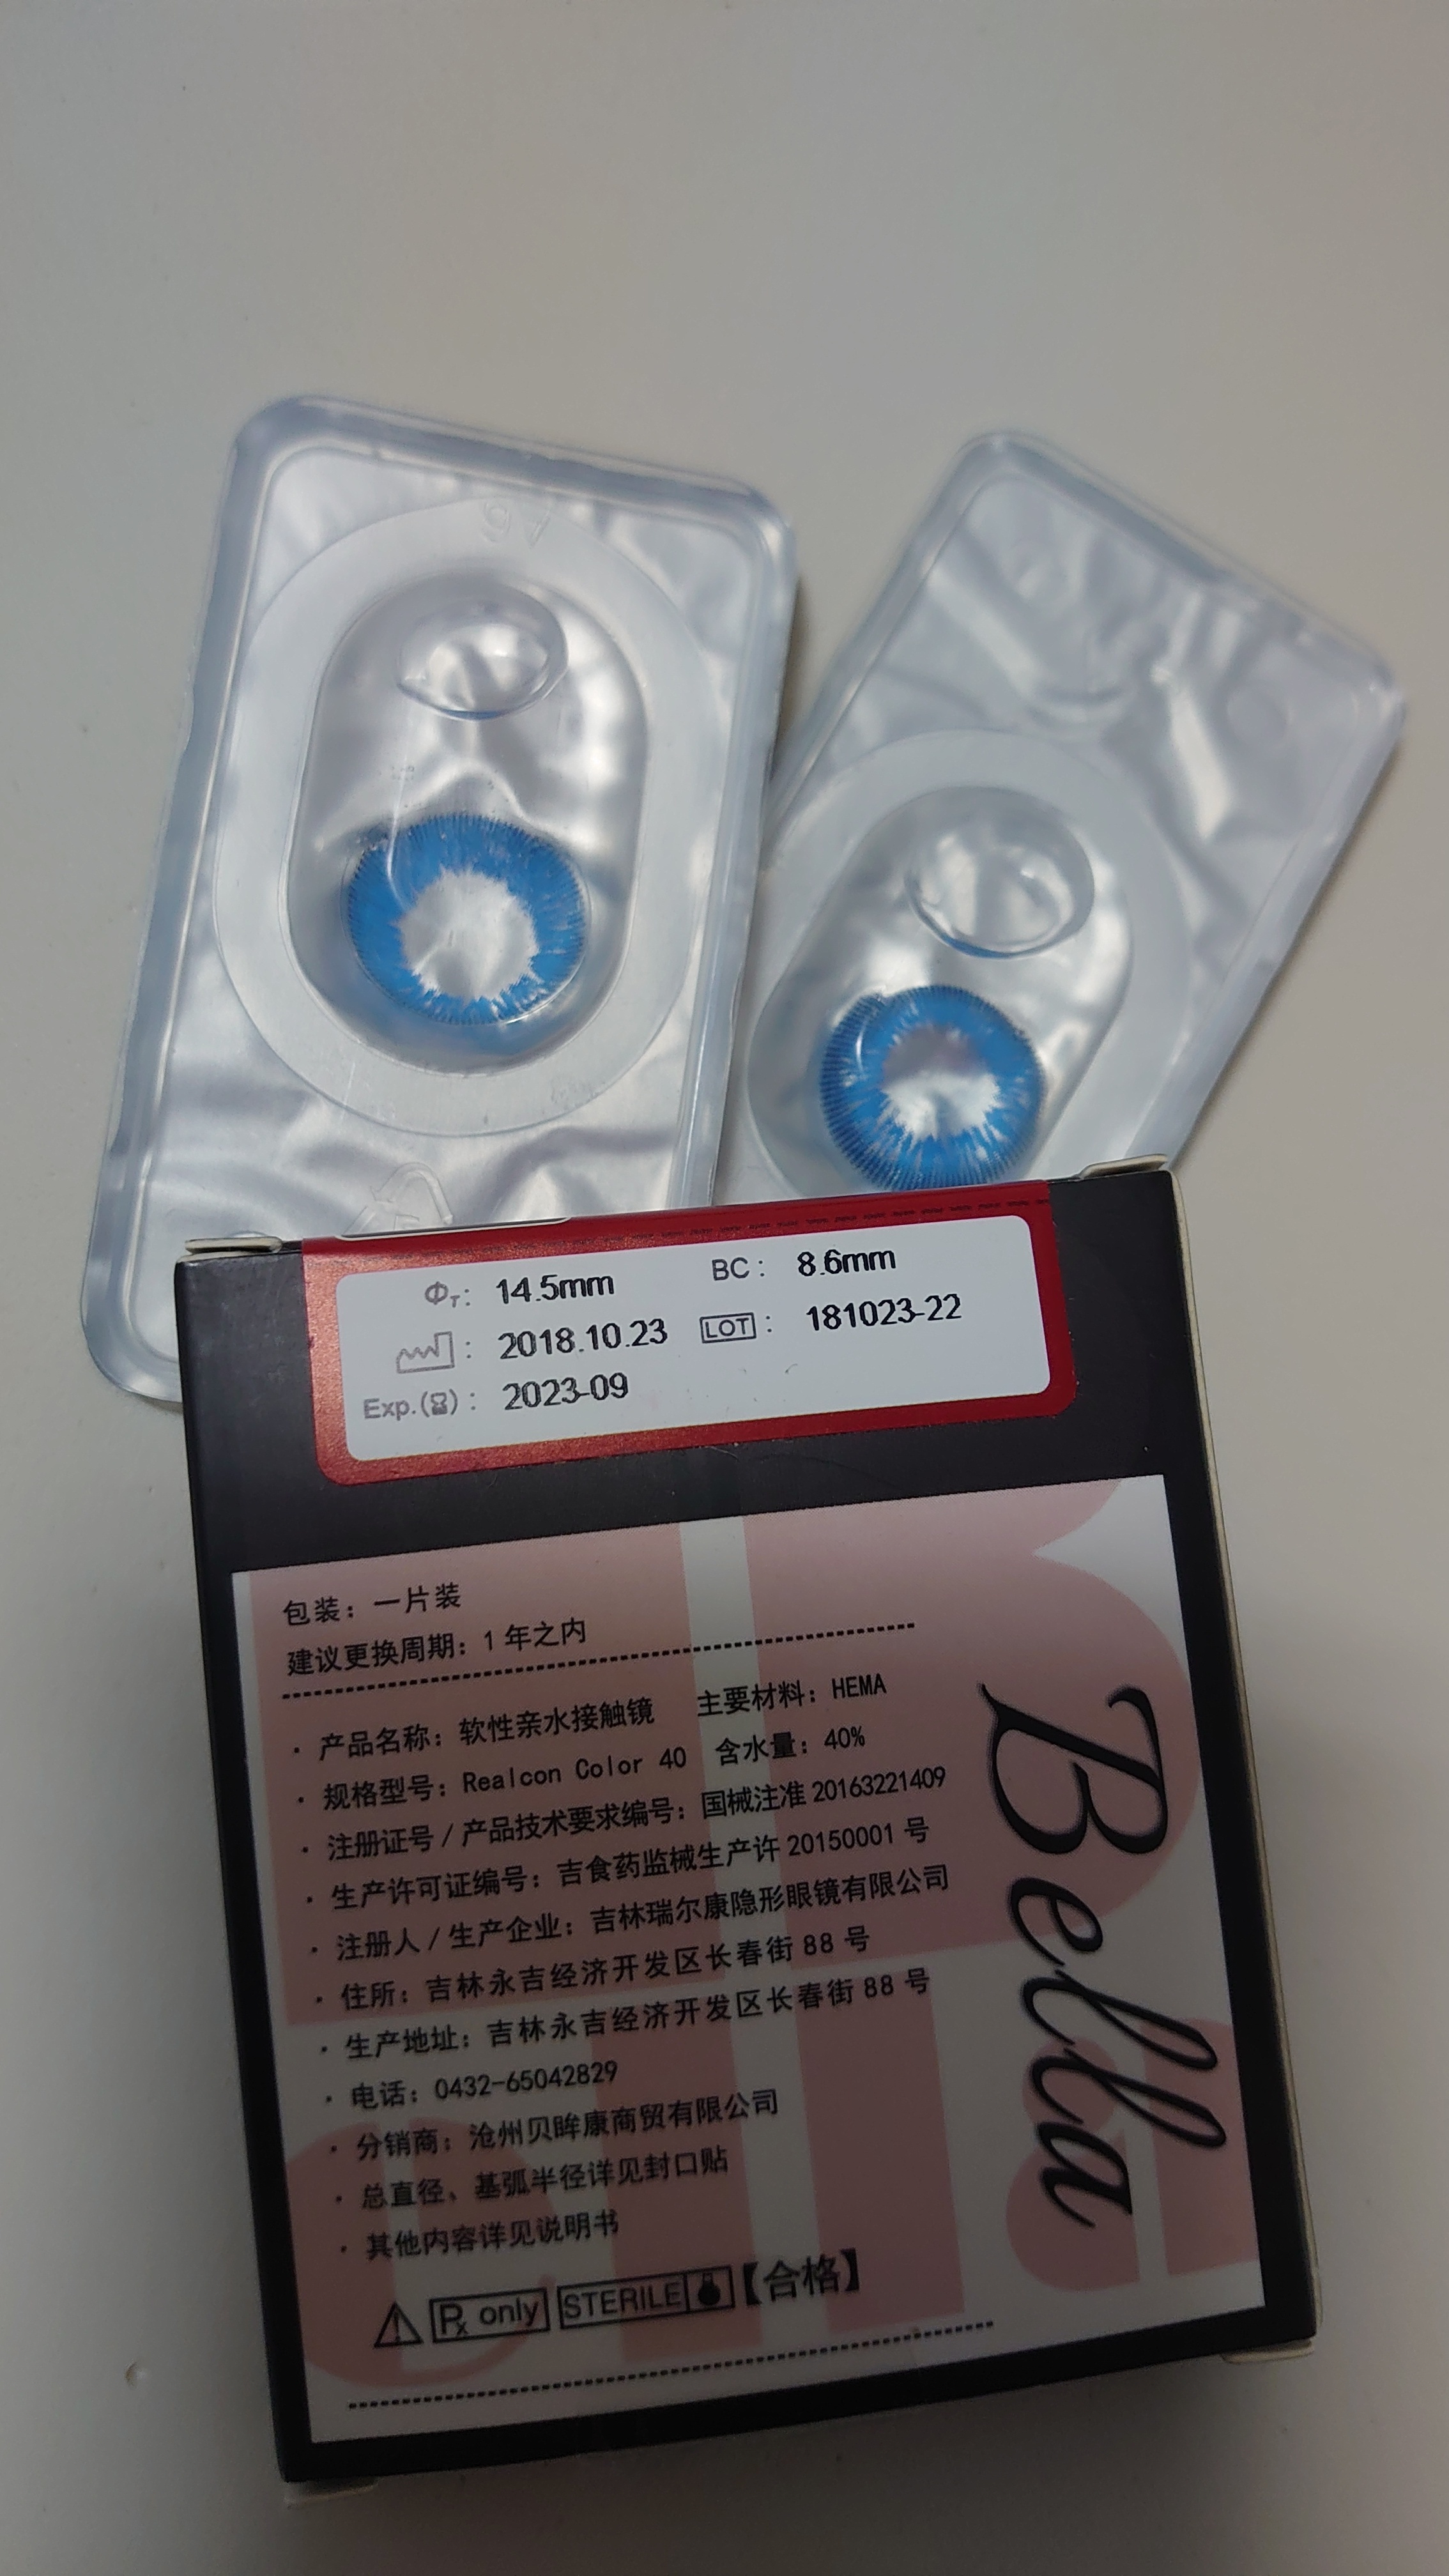 ΦT: 14.5mm BC: 8.6mm
: 2018.10.23 LOT: 181023-22
Exp.(⌛): 2023-09
包装: 一片装
建议更换周期: 1 年之内
· 产品名称: 软性亲水接触镜 主要材料: HEMA
· 规格型号: Realcon Color 40 含水量: 40%
· 注册证号 / 产品技术要求编号: 国械注准 20163221409
· 生产许可证编号: 吉食药监械生产许 20150001 号
· 注册人 / 生产企业: 吉林瑞尔康隐形眼镜有限公司
· 住所: 吉林永吉经济开发区长春街 88 号
· 生产地址: 吉林永吉经济开发区长春街 88 号
· 电话: 0432-65042829
· 分销商: 沧州贝眸康商贸有限公司
· 总直径、基弧半径详见封口贴
· 其他内容详见说明书
Rx only STERILE 【合格】
Bella